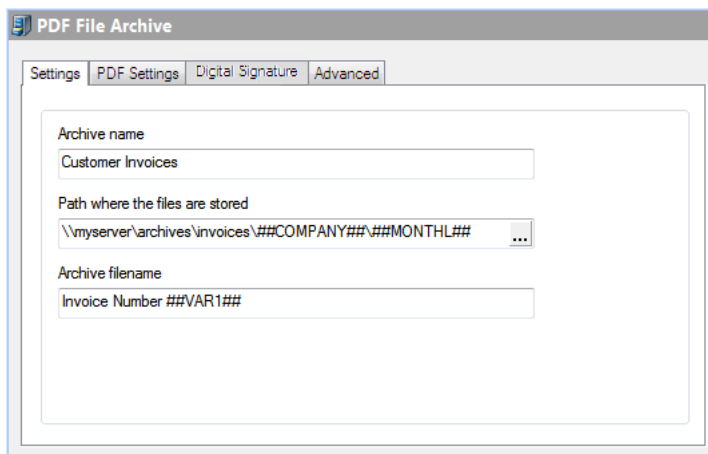 PDF File Archive
Settings PDF Settings Digital Signature Advanced
Archive name
Customer Invoices
Path where the files are stored
\\myserver\archives\invoices\##COMPANY##\##MONTHL##
...
Archive filename
Invoice Number ##VAR1##